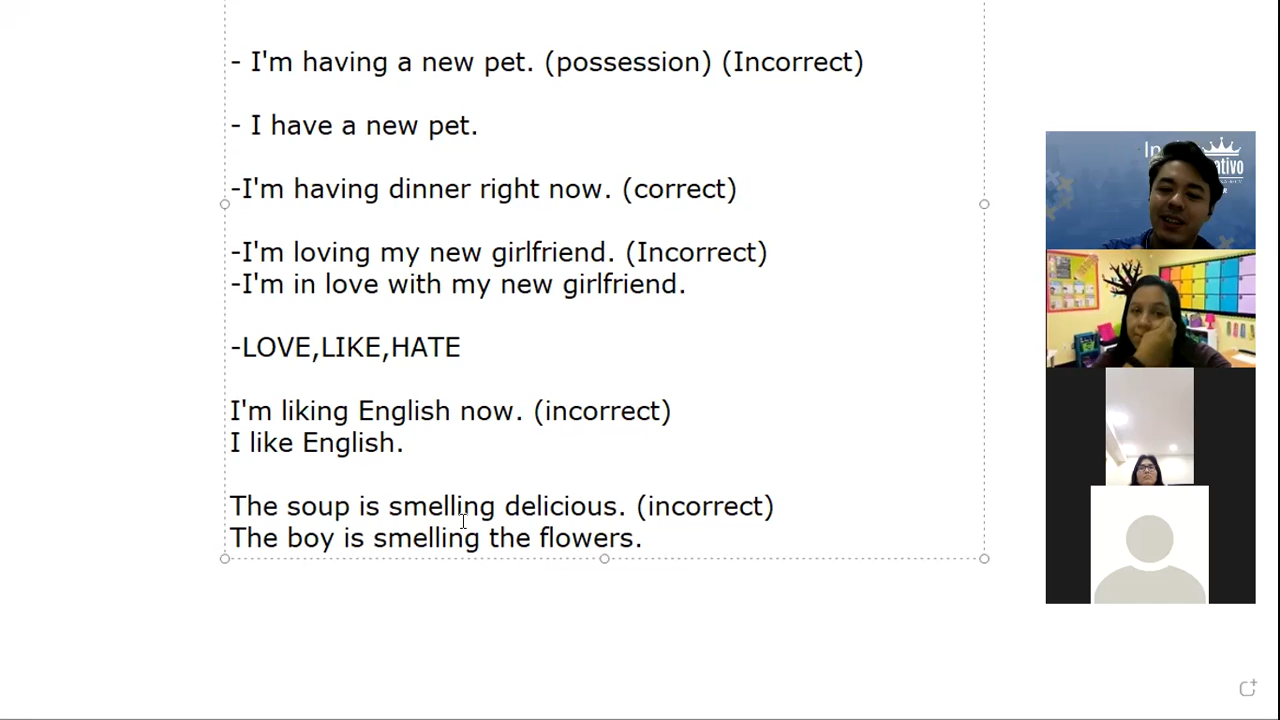 - I'm having a new pet. (possession) (Incorrect)
- I have a new pet.
-I'm having dinner right now. (correct)
-I'm loving my new girlfriend. (Incorrect)
-I'm in love with my new girlfriend.
-LOVE,LIKE,HATE
I'm liking English now. (incorrect)
I like English.
The soup is smelling delicious. (incorrect)
The boy is smelling the flowers.